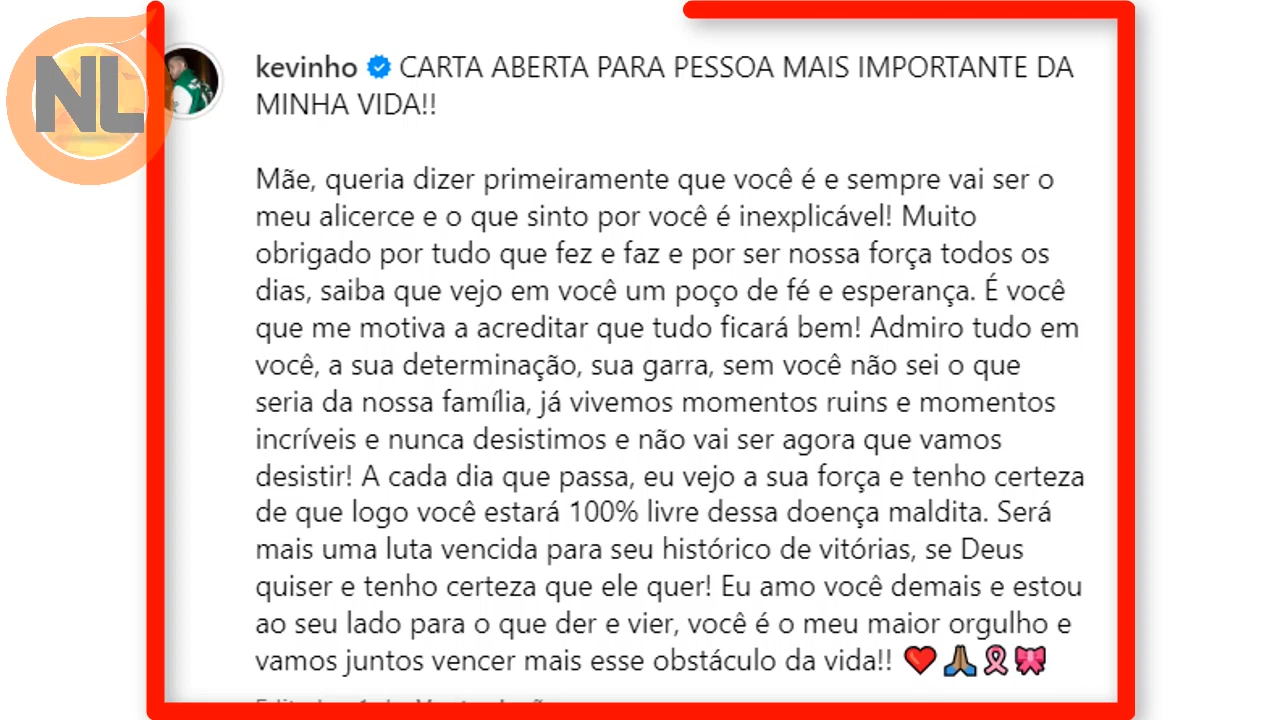 NL
kevinho CARTA ABERTA PARA PESSOA MAIS IMPORTANTE DA
MINHA VIDA!!
Mãe, queria dizer primeiramente que você é e sempre vai ser o
meu alicerce e o que sinto por você é inexplicável! Muito
obrigado por tudo que fez e faz e por ser nossa força todos os
dias, saiba que vejo em você um poço de fé e esperança. É você
que me motiva a acreditar que tudo ficará bem! Admiro tudo em
você, a sua determinação, sua garra, sem você não sei o que
seria da nossa família, já vivemos momentos ruins e momentos
incríveis e nunca desistimos e não vai ser agora que vamos
desistir! A cada dia que passa, eu vejo a sua força e tenho certeza
de que logo você estará 100% livre dessa doença maldita. Será
mais uma luta vencida para seu histórico de vitórias, se Deus
quiser e tenho certeza que ele quer! Eu amo você demais e estou
ao seu lado para o que der e vier, você é o meu maior orgulho e
vamos juntos vencer mais esse obstáculo da vida!! ❤️🙏🏽🎗️🎀